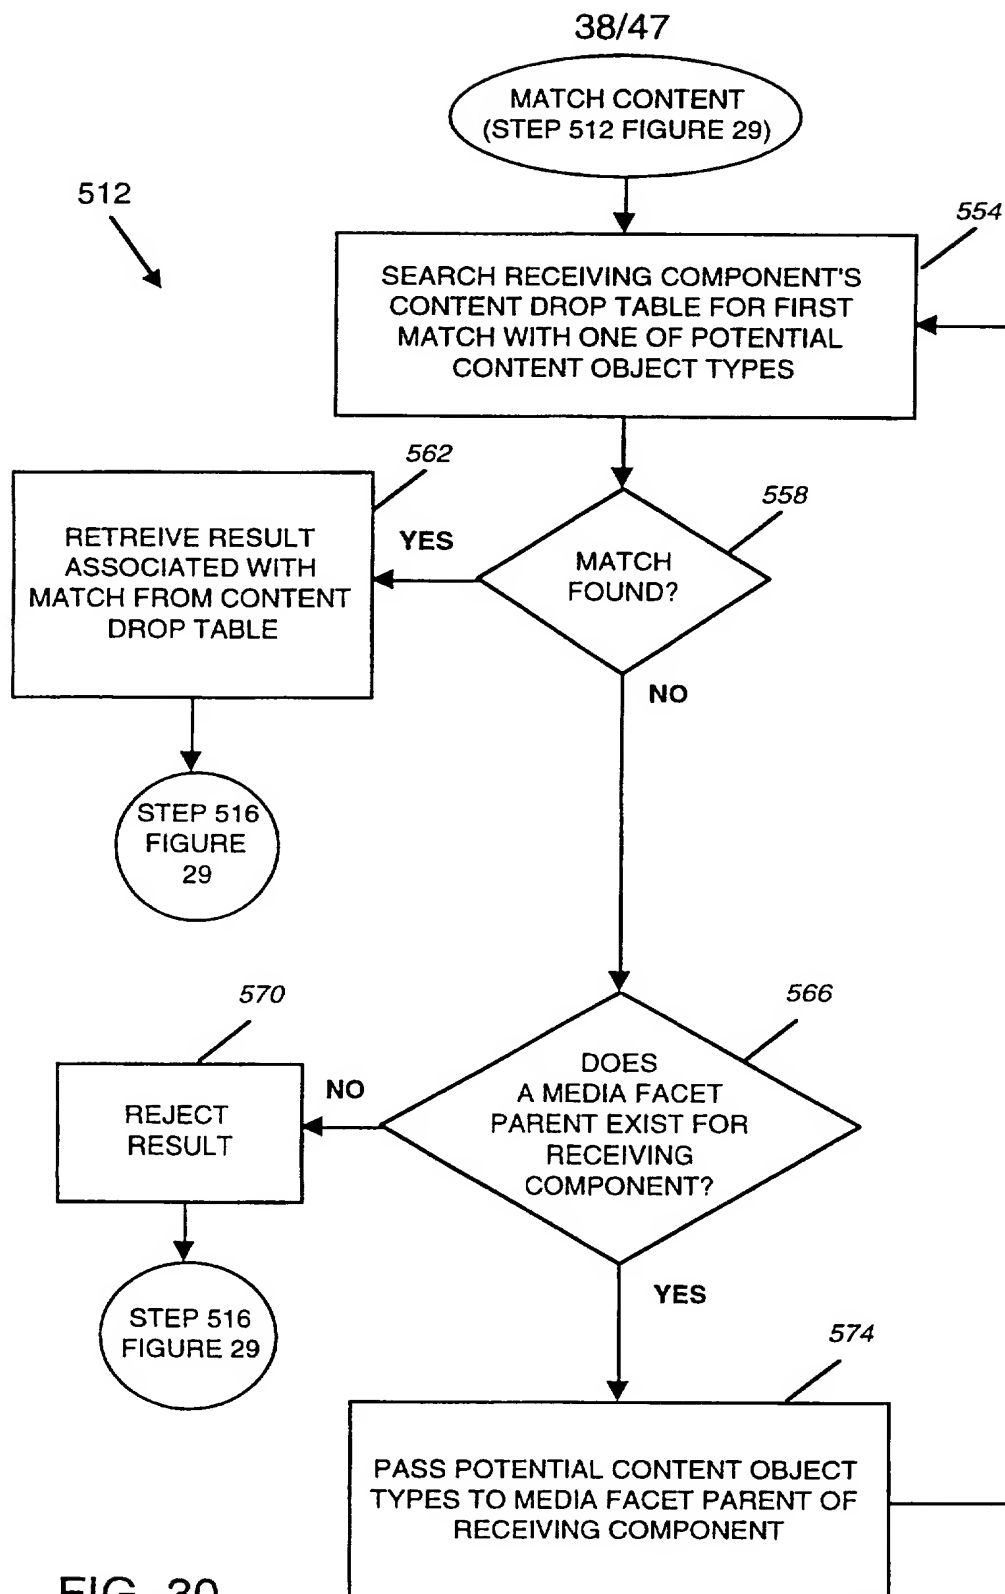 38/47
MATCH CONTENT
(STEP 512 FIGURE 29)
512
554
SEARCH RECEIVING COMPONENT'S
CONTENT DROP TABLE FOR FIRST
MATCH WITH ONE OF POTENTIAL
CONTENT OBJECT TYPES
562
558
RETREIVE RESULT
ASSOCIATED WITH
MATCH FROM CONTENT
DROP TABLE
YES
MATCH
FOUND?
NO
STEP 516
FIGURE
29
570
566
REJECT
RESULT
NO
DOES
A MEDIA FACET
PARENT EXIST FOR
RECEIVING
COMPONENT?
STEP 516
FIGURE 29
YES
574
PASS POTENTIAL CONTENT OBJECT
TYPES TO MEDIA FACET PARENT OF
RECEIVING COMPONENT
FIG. 30